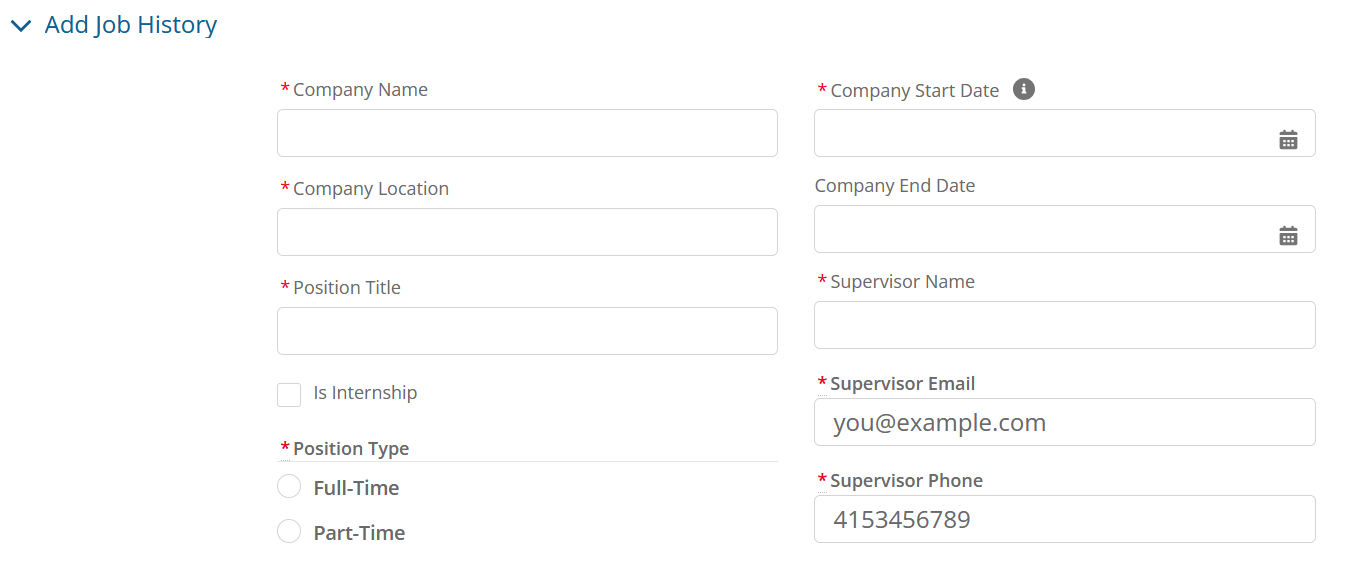 Add Job History
* Company Name
* Company Start Date
* Company Location
Company End Date
* Position Title
* Supervisor Name
Is Internship
* Supervisor Email
you@example.com
* Position Type
Full-Time
* Supervisor Phone
4153456789
Part-Time